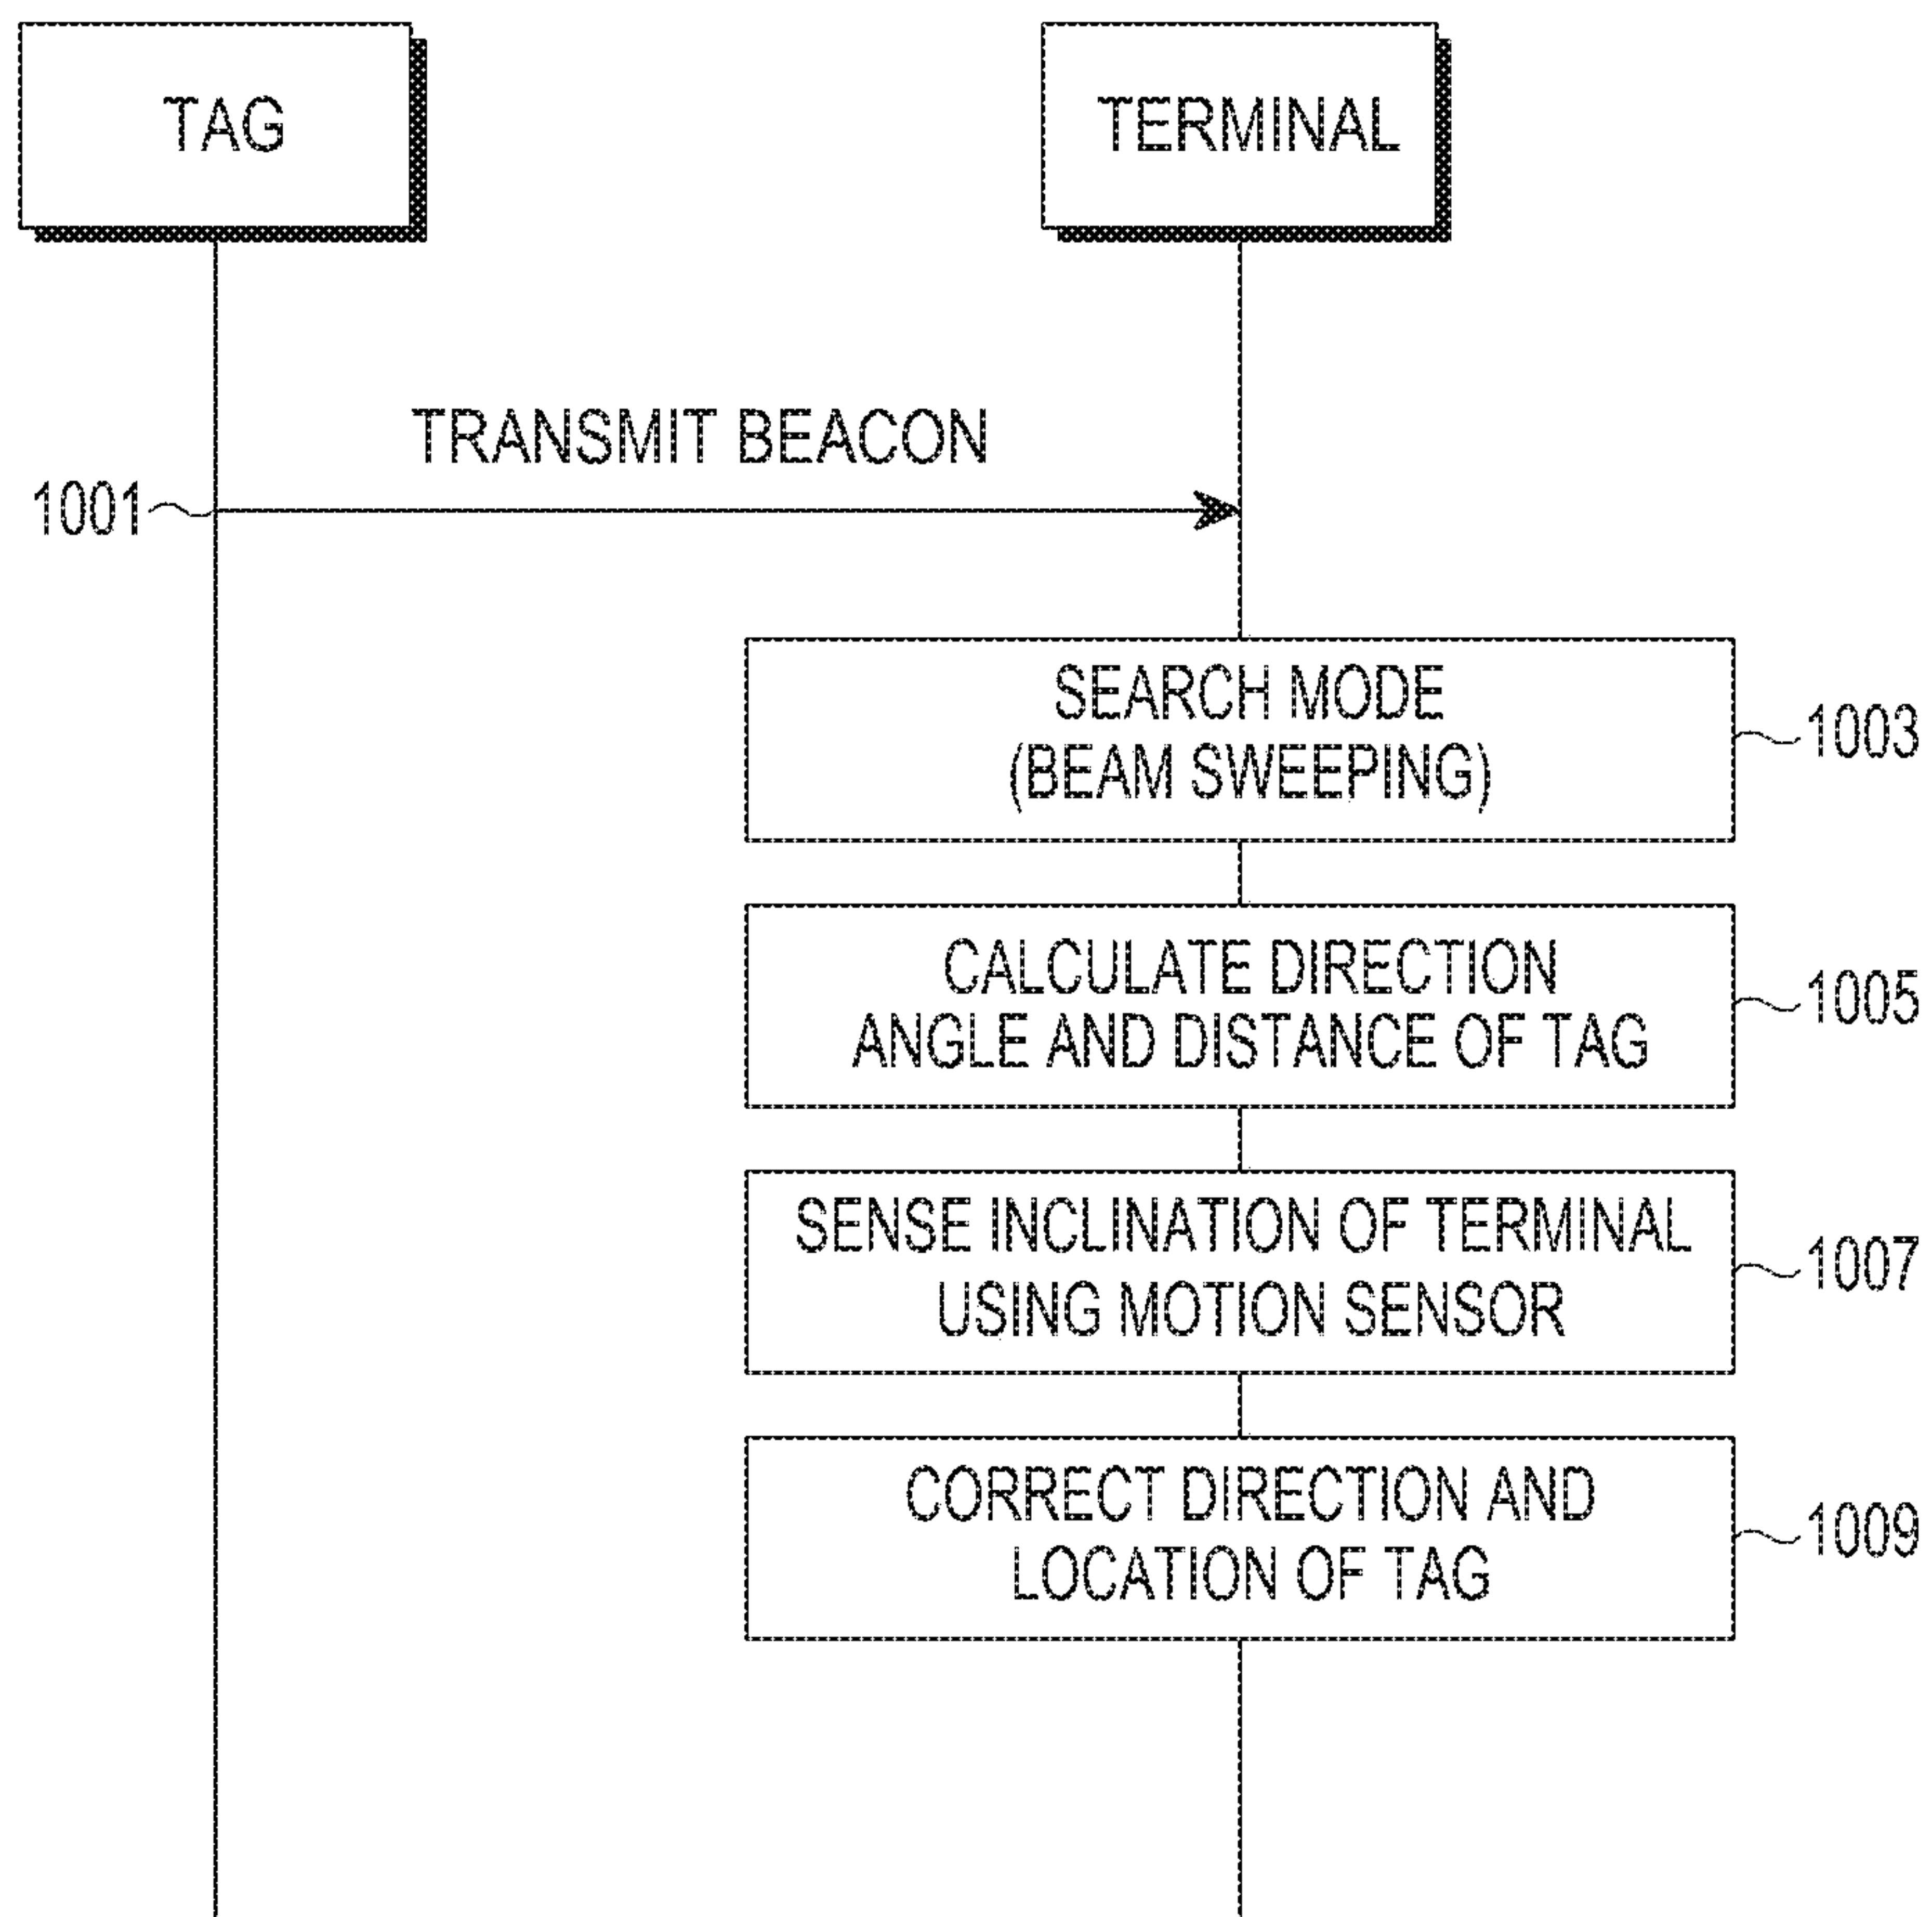 TAG
TERMINAL
TRANSMIT BEACON
1001
SEARCH MODE
(BEAM SWEEPING)
1003
CALCULATE DIRECTION
ANGLE AND DISTANCE OF TAG
1005
SENSE INCLINATION OF TERMINAL
USING MOTION SENSOR
1007
CORRECT DIRECTION AND
LOCATION OF TAG
1009